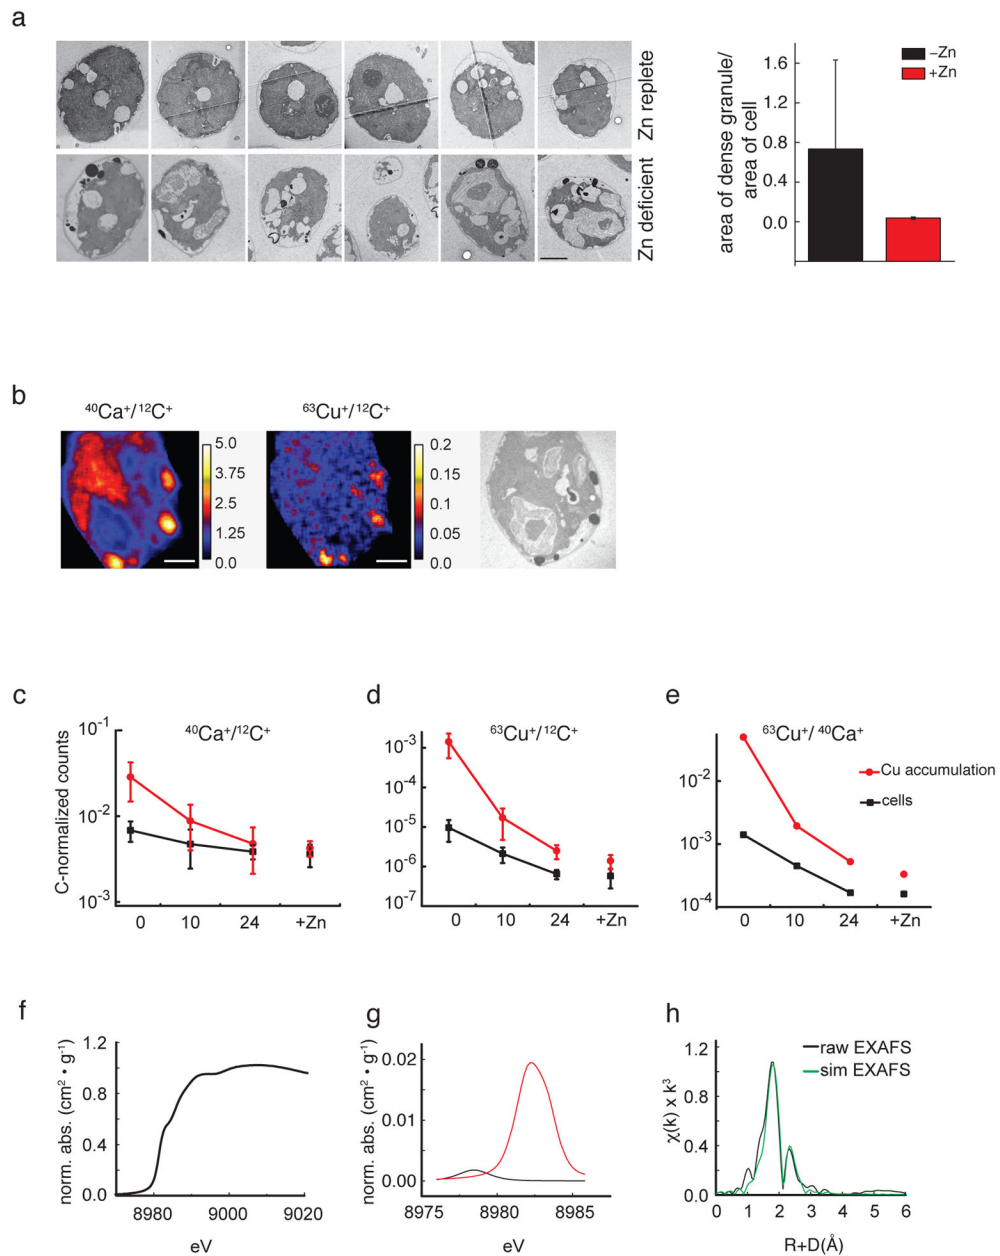 a
Zn replete
Zn deficient
area of dense granule/
area of cell
1.6
1.2
0.8
0.4
0.0
–Zn
+Zn
b
⁴⁰Ca⁺/¹²C⁺
5.0
3.75
2.5
1.25
0.0
⁶³Cu⁺/¹²C⁺
0.2
0.1
0.1
0.05
0.0
c
⁴⁰Ca⁺/¹²C⁺
C-normalized counts
10⁻¹
10⁻²
10⁻³
0 10 24 +Zn
d
⁶³Cu⁺/¹²C⁺
10⁻³
10⁻⁴
10⁻⁵
10⁻⁶
10⁻⁷
0 10 24 +Zn
e
⁶³Cu⁺/ ⁴⁰Ca⁺
10⁻²
10⁻³
10⁻⁴
0 10 24 +Zn
Cu accumulation
cells
f
norm. abs. (cm² • g⁻¹)
1.2
0.8
0.4
0.0
8980 9000 9020
eV
g
norm. abs. (cm² • g⁻¹)
0.02
0.01
0.00
8975 8980 8985
eV
h
χ(k) x k³
1.2
0.8
0.4
0.0
0 1 2 3 4 5 6
R+D(Å)
raw EXAFS
sim EXAFS